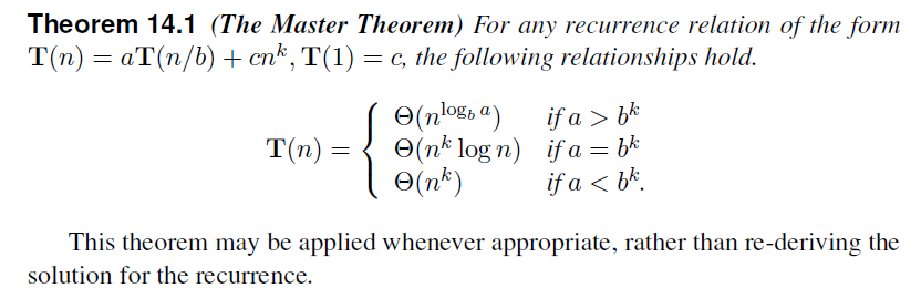 Theorem 14.1 (The Master Theorem) For any recurrence relation of the form
T(n) = aT(n/b) + cn^k, T(1) = c, the following relationships hold.
T(n) = { Θ(n^{log_b a}) if a > b^k
Θ(n^k log n) if a = b^k
Θ(n^k) if a < b^k.
This theorem may be applied whenever appropriate, rather than re-deriving the
solution for the recurrence.